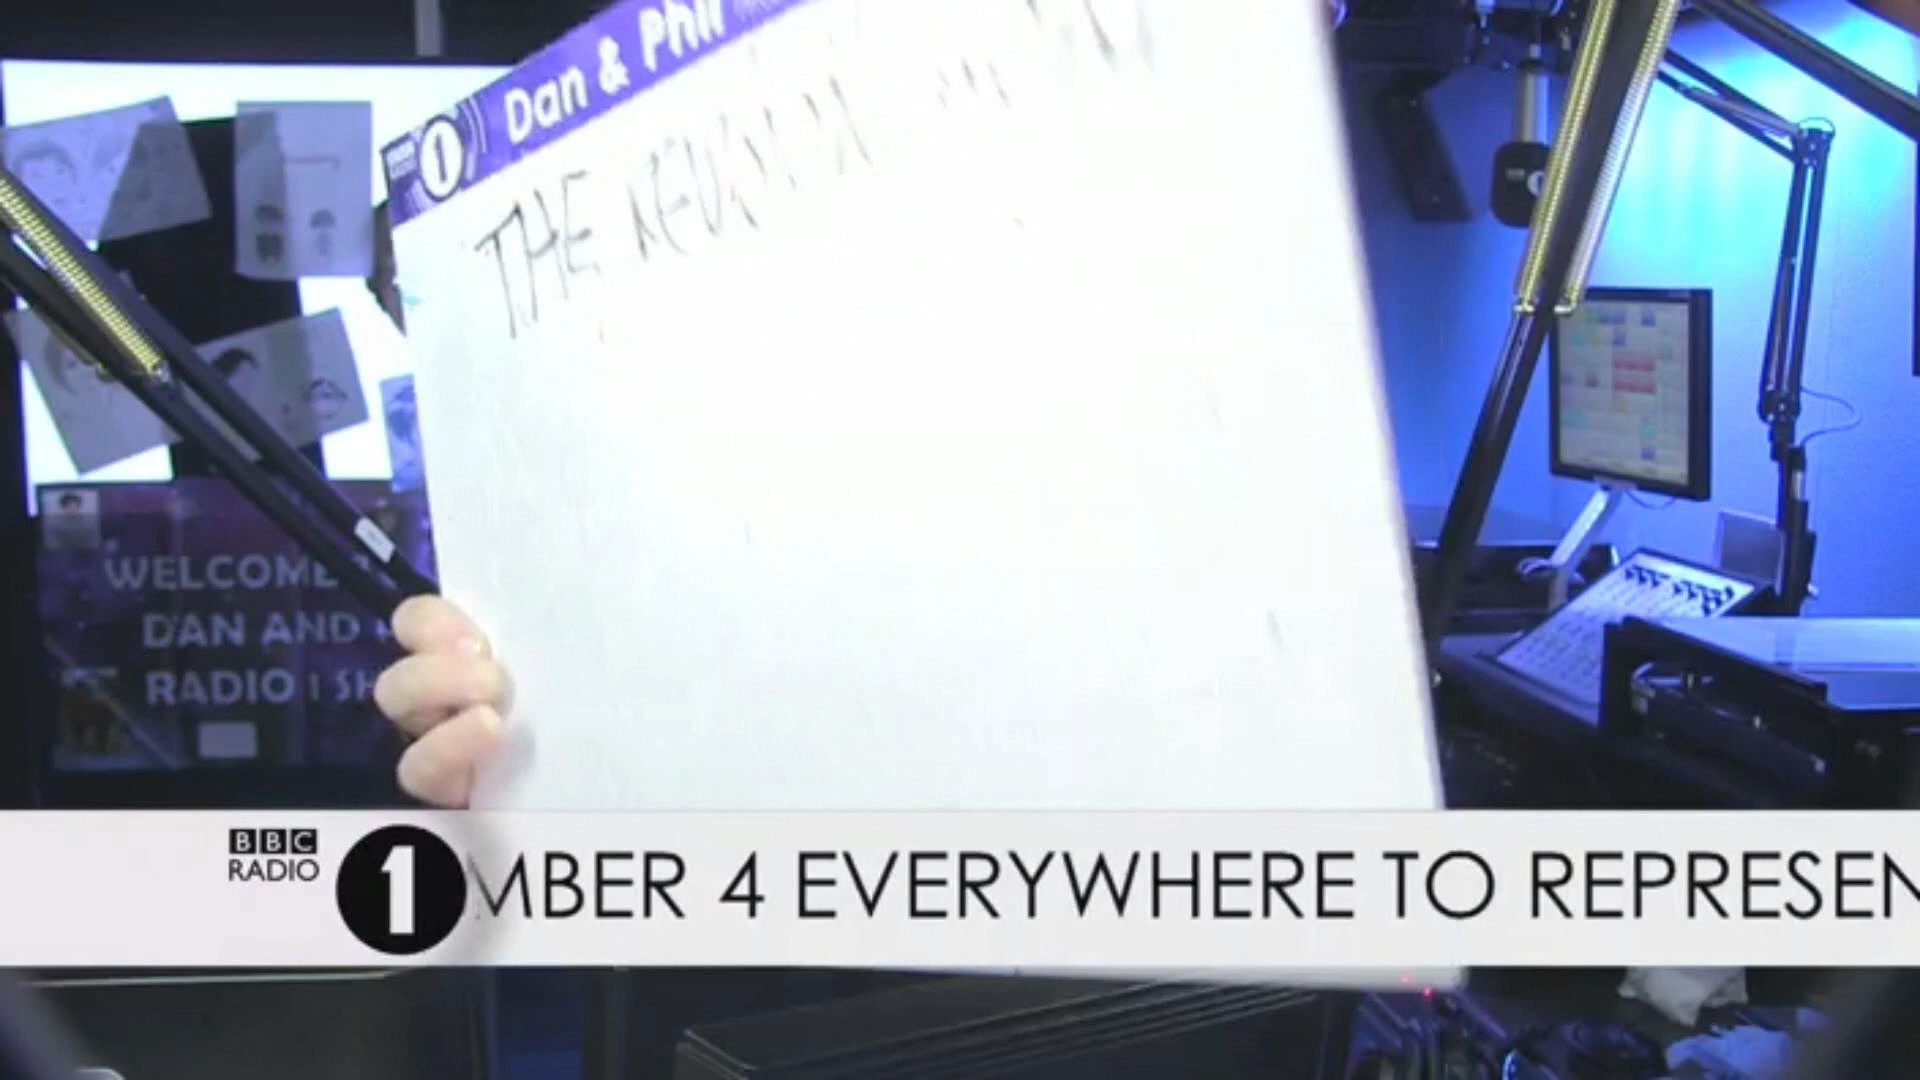 Dan & Phil
1
THE
WELCOME
DAN AND
RADIO 1 SH
BBC
RADIO
1
MBER 4 EVERYWHERE TO REPRESEN